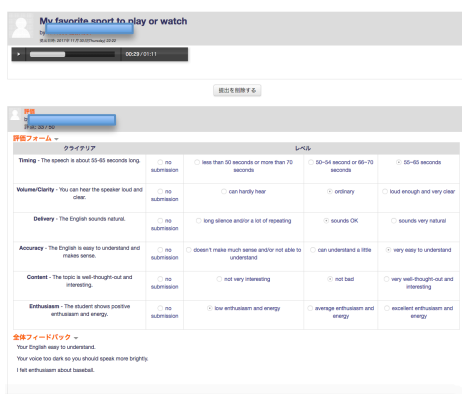 My favorite sport to play or watch
by
00:29 / 01:11
提出を削除する
評価
評価フォーム
クライテリア レベル
Timing - The speech is about 55-65 seconds long. no submission less than 50 seconds or more than 70 seconds 50-54 second or 66-70 seconds 55-65 seconds
Volume/Clarity - You can hear the speaker loud and clear. no submission can hardly hear ordinary loud enough and very clear
Delivery - The English sounds natural. no submission long silence and/or a lot of repeating sounds OK sounds very natural
Accuracy - The English is easy to understand and makes sense. no submission doesn't make much sense and/or not able to understand can understand a little very easy to understand
Content - The topic is well-thought-out and interesting. no submission not very interesting not bad very well-thought-out and interesting
Enthusiasm - The student shows positive enthusiasm and energy. no submission low enthusiasm and energy average enthusiasm and energy excellent enthusiasm and energy
全体フィードバック
Your English easy to understand.
Your voice too dark so you should speak more brightly.
I felt enthusiasm about baseball.